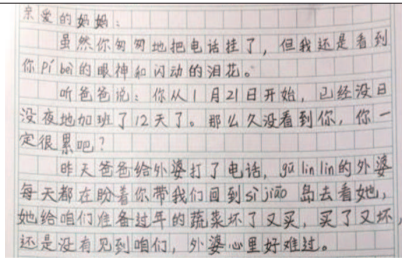 亲爱的妈妈:
虽然你匆匆地把电话挂了，但我还是看到
你pí bèi的眼神和闪动的泪花。
听爸爸说：你从1月21日开始，已经没日
没夜地加班了12天了。那么久没看到你，你一
定很累吧？
昨天爸爸给外婆打了电话，gū lín lín的外婆
每天都在盼着你带我们回到sì jiāo岛去看她，
她给咱们准备过年的蔬菜坏了又买，买了又坏，
还是没有见到咱们，外婆心里好难过。